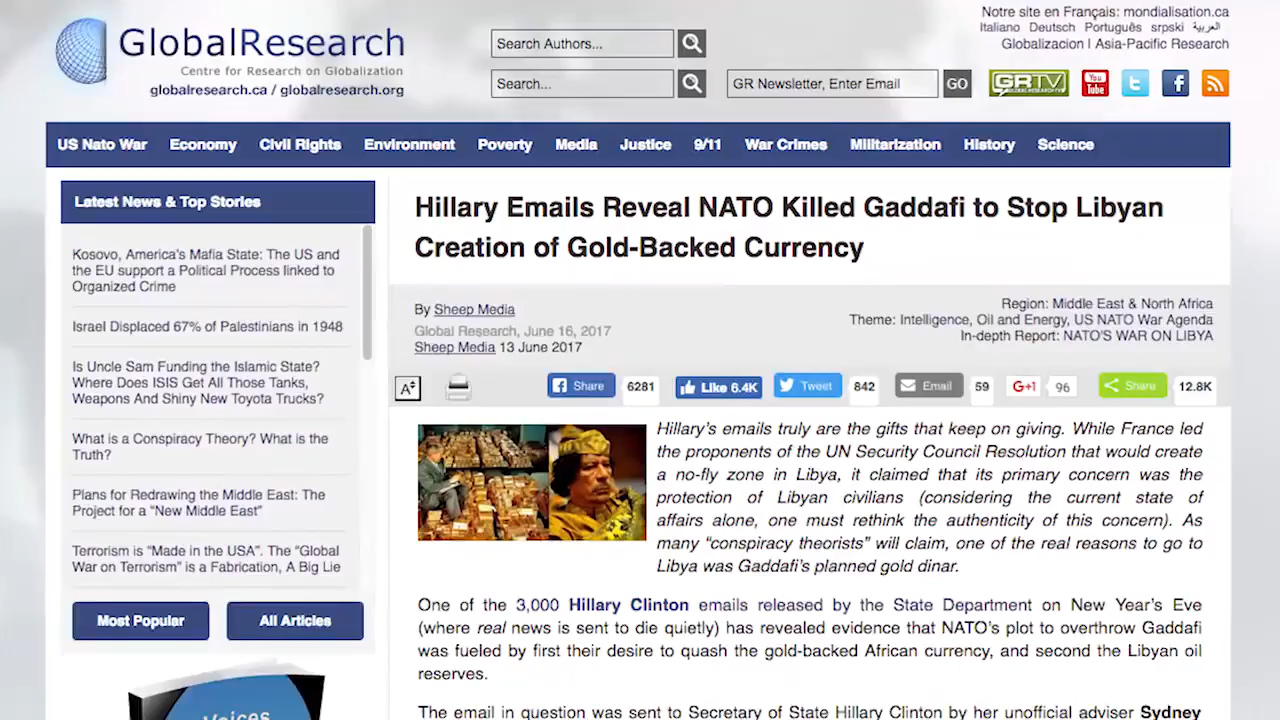 GlobalResearch
Centre for Research on Globalization
globalresearch.ca / globalresearch.org
Search Authors...
Search...
GR Newsletter, Enter Email
GO
Notre site en Français: mondialisation.ca
Italiano Deutsch Português srpski العربية
Globalizacion | Asia-Pacific Research
GRTV
You
Tube
US Nato War Economy Civil Rights Environment Poverty Media Justice 9/11 War Crimes Militarization History Science
Latest News & Top Stories
Kosovo, America's Mafia State: The US and
the EU support a Political Process linked to
Organized Crime
Israel Displaced 67% of Palestinians in 1948
Is Uncle Sam Funding the Islamic State?
Where Does ISIS Get All Those Tanks,
Weapons And Shiny New Toyota Trucks?
What is a Conspiracy Theory? What is the
Truth?
Plans for Redrawing the Middle East: The
Project for a “New Middle East”
Terrorism is “Made in the USA”. The “Global
War on Terrorism” is a Fabrication, A Big Lie
Most Popular
All Articles
Voices
Hillary Emails Reveal NATO Killed Gaddafi to Stop Libyan
Creation of Gold-Backed Currency
By Sheep Media
Global Research, June 16, 2017
Sheep Media 13 June 2017
Region: Middle East & North Africa
Theme: Intelligence, Oil and Energy, US NATO War Agenda
In-depth Report: NATO'S WAR ON LIBYA
A
Share 6281 Like 6.4K Tweet 842 Email 59 G+1 96 Share 12.8K
Hillary's emails truly are the gifts that keep on giving. While France led
the proponents of the UN Security Council Resolution that would create
a no-fly zone in Libya, it claimed that its primary concern was the
protection of Libyan civilians (considering the current state of
affairs alone, one must rethink the authenticity of this concern). As
many “conspiracy theorists” will claim, one of the real reasons to go to
Libya was Gaddafi's planned gold dinar.
One of the 3,000 Hillary Clinton emails released by the State Department on New Year's Eve
(where real news is sent to die quietly) has revealed evidence that NATO's plot to overthrow Gaddafi
was fueled by first their desire to quash the gold-backed African currency, and second the Libyan oil
reserves.
The email in question was sent to Secretary of State Hillary Clinton by her unofficial adviser Sydney